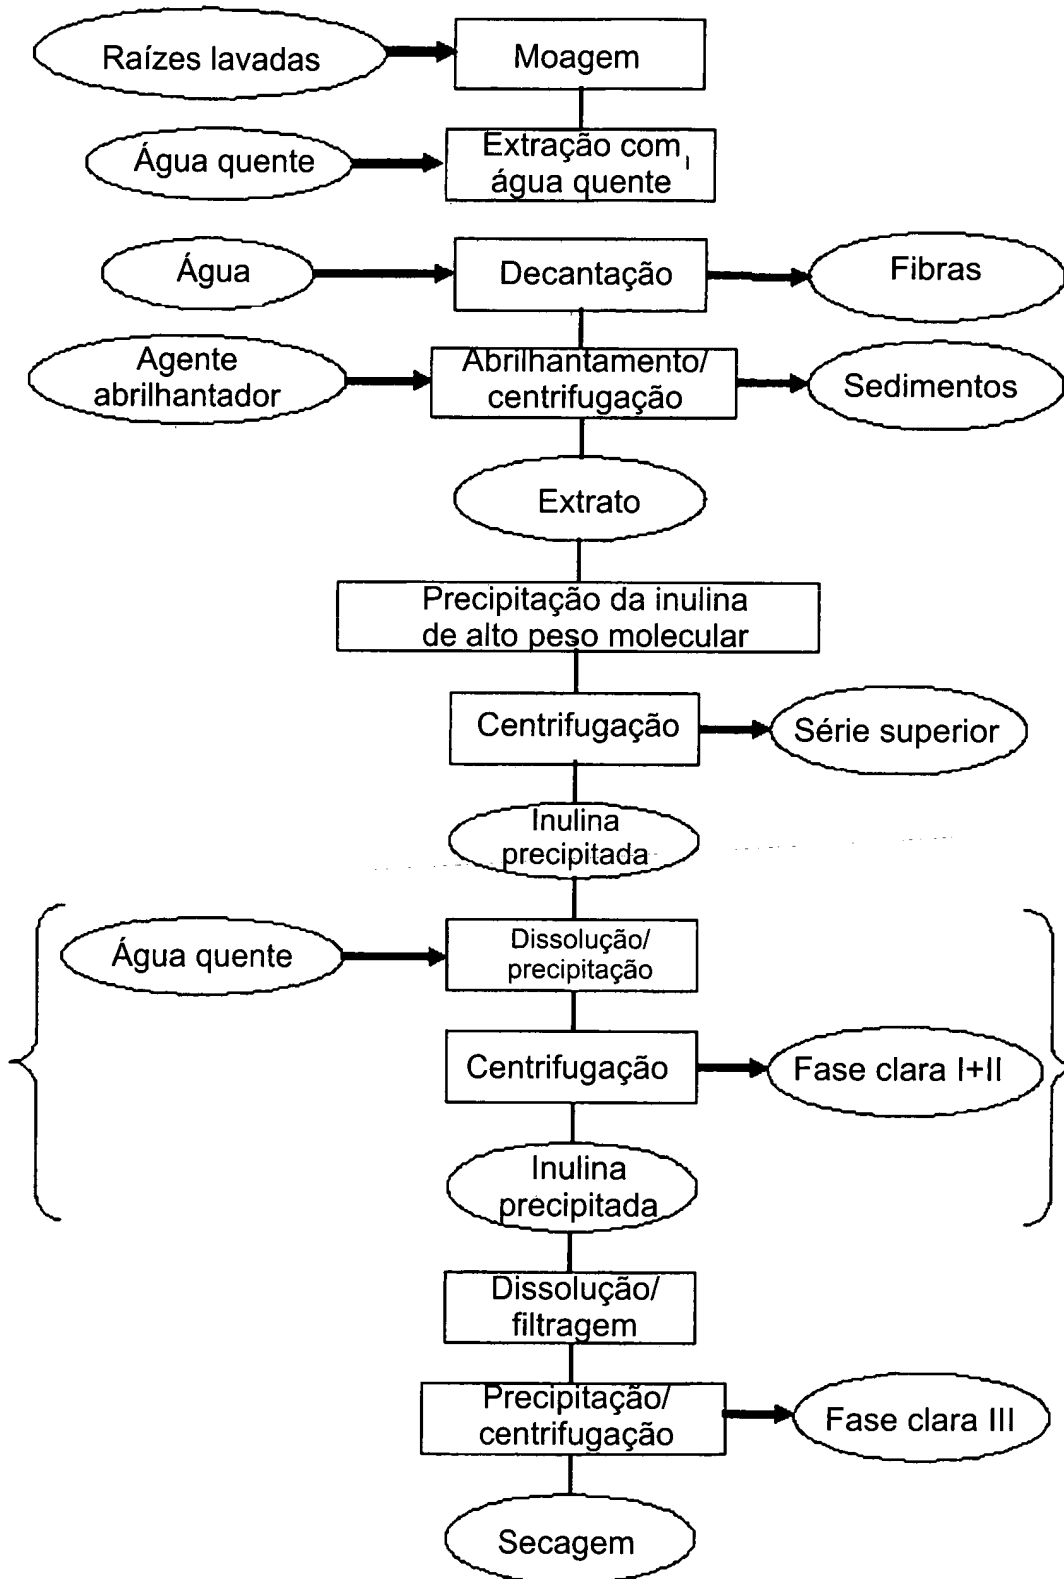 Raízes lavadas
Moagem
Água quente
Extração com
água quente
Água
Decantação
Fibras
Agente
abrilhantador
Abrilhantamento/
centrifugação
Sedimentos
Extrato
Precipitação da inulina
de alto peso molecular
Centrifugação
Série superior
Inulina
precipitada
Água quente
Dissolução/
precipitação
Centrifugação
Fase clara I+II
Inulina
precipitada
Dissolução/
filtragem
Precipitação/
centrifugação
Fase clara III
Secagem